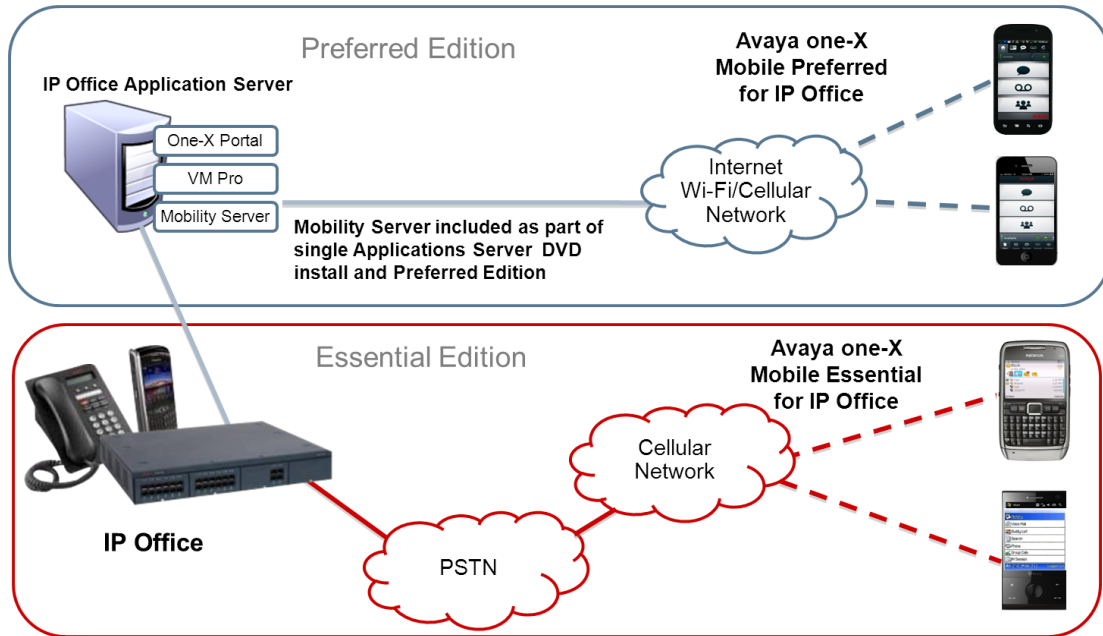 Preferred Edition
IP Office Application Server
One-X Portal
VM Pro
Mobility Server
Mobility Server included as part of
single Applications Server DVD
install and Preferred Edition
Internet
Wi-Fi/Cellular
Network
Avaya one-X
Mobile Preferred
for IP Office
Essential Edition
IP Office
PSTN
Cellular
Network
Avaya one-X
Mobile Essential
for IP Office
NOKIA